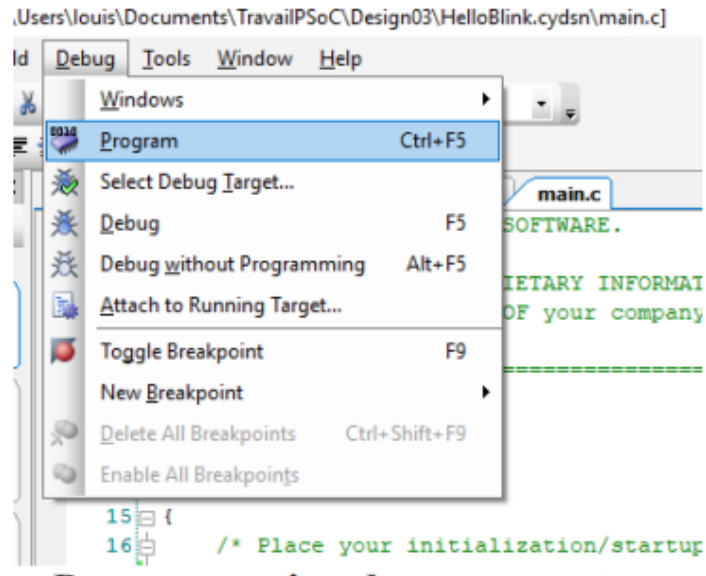 \Users\louis\Documents\TravailPSoC\Design03\HelloBlink.cydsn\main.c]
ld Debug Tools Window Help
Windows
Program Ctrl+F5
Select Debug Target...
main.c
Debug F5
SOFTWARE.
Debug without Programming Alt+F5
IETARY INFORMAT
Attach to Running Target...
OF your company
Toggle Breakpoint F9
================
New Breakpoint
Delete All Breakpoints Ctrl+Shift+F9
Enable All Breakpoints
15 {
16 /* Place your initialization/startup